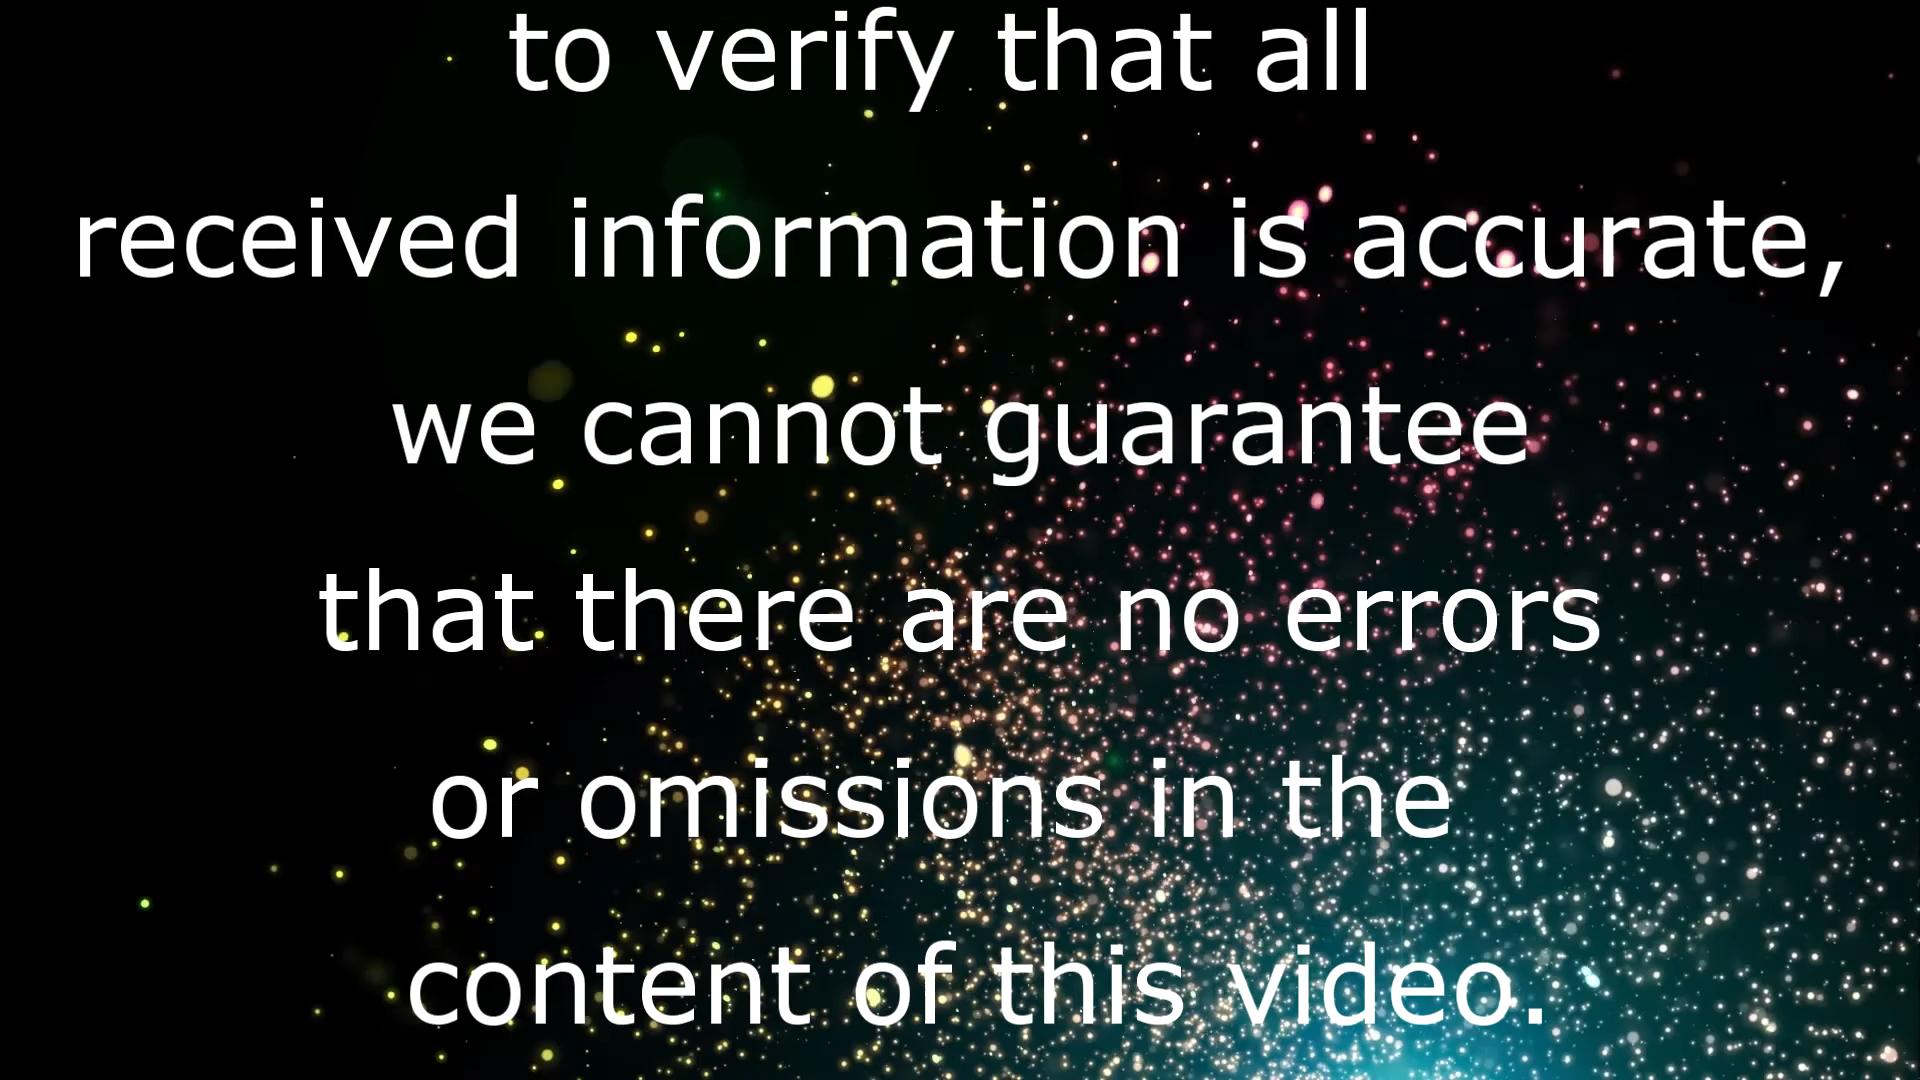 to verify that all
received information is accurate,
we cannot guarantee
that there are no errors
or omissions in the
content of this video.